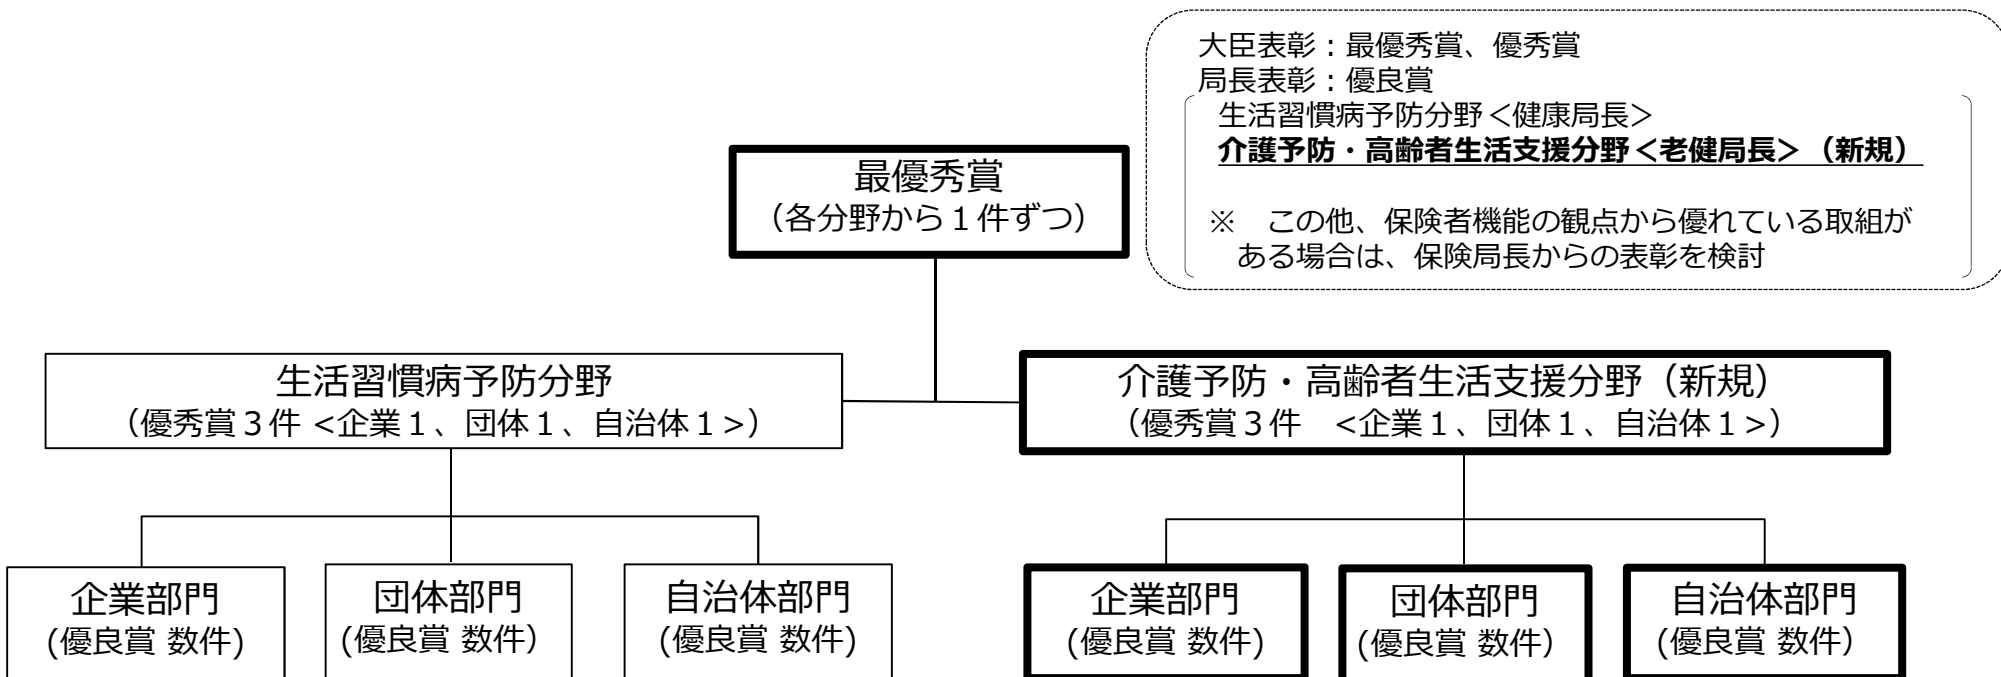 大臣表彰：最優秀賞、優秀賞
局長表彰：優良賞
生活習慣病予防分野＜健康局長＞
介護予防・高齢者生活支援分野＜老健局長＞（新規）
※　この他、保険者機能の観点から優れている取組が
ある場合は、保険局長からの表彰を検討
最優秀賞
（各分野から１件ずつ）
生活習慣病予防分野
（優秀賞３件 <企業１、団体１、自治体１>）
介護予防・高齢者生活支援分野（新規）
（優秀賞３件　<企業１、団体１、自治体１>）
企業部門
(優良賞 数件)
団体部門
(優良賞 数件）
自治体部門
(優良賞 数件)
企業部門
(優良賞 数件)
団体部門
(優良賞 数件）
自治体部門
(優良賞 数件）